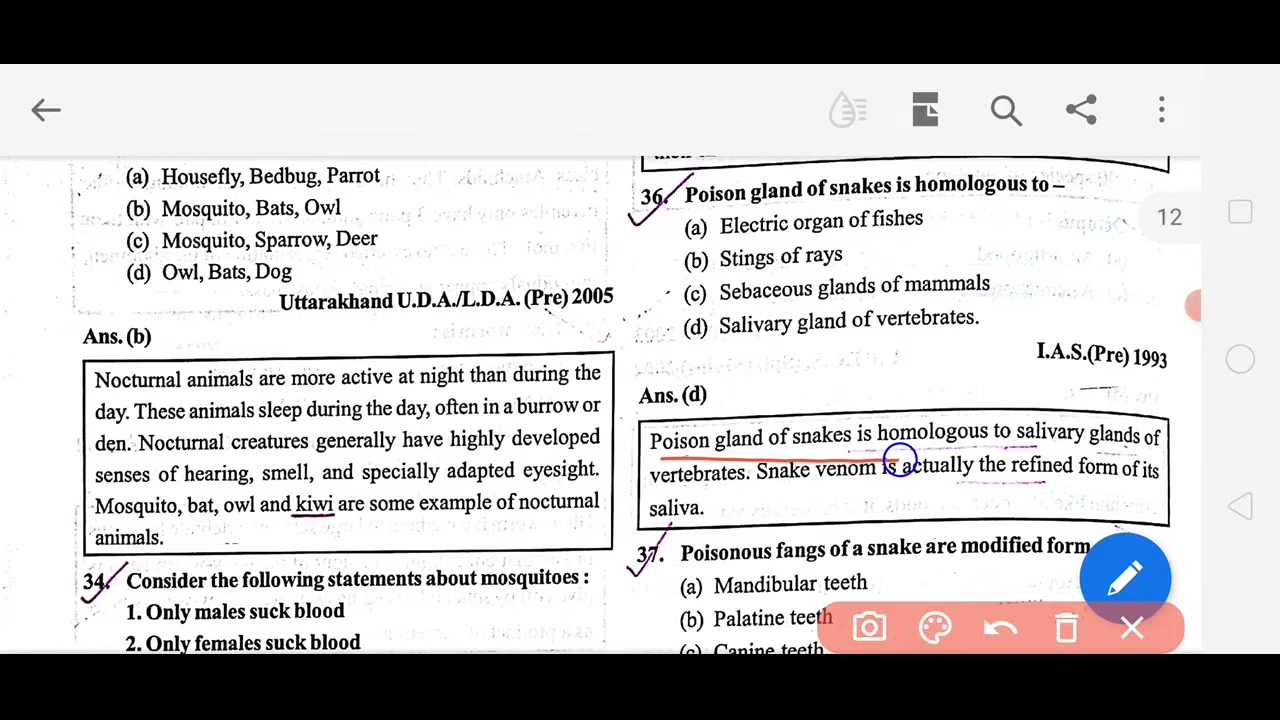 (a) Housefly, Bedbug, Parrot
(b) Mosquito, Bats, Owl
(c) Mosquito, Sparrow, Deer
(d) Owl, Bats, Dog
Uttarakhand U.D.A./L.D.A. (Pre) 2005
Ans. (b)
Nocturnal animals are more active at night than during the
day. These animals sleep during the day, often in a burrow or
den. Nocturnal creatures generally have highly developed
senses of hearing, smell, and specially adapted eyesight.
Mosquito, bat, owl and kiwi are some example of nocturnal
animals.
34. Consider the following statements about mosquitoes :
1. Only males suck blood
2. Only females suck blood
36. Poison gland of snakes is homologous to –
(a) Electric organ of fishes
(b) Stings of rays
(c) Sebaceous glands of mammals
(d) Salivary gland of vertebrates.
I.A.S.(Pre) 1993
Ans. (d)
Poison gland of snakes is homologous to salivary glands of
vertebrates. Snake venom is actually the refined form of its
saliva.
37. Poisonous fangs of a snake are modified form
(a) Mandibular teeth
(b) Palatine teeth
(c) Canine teeth
12